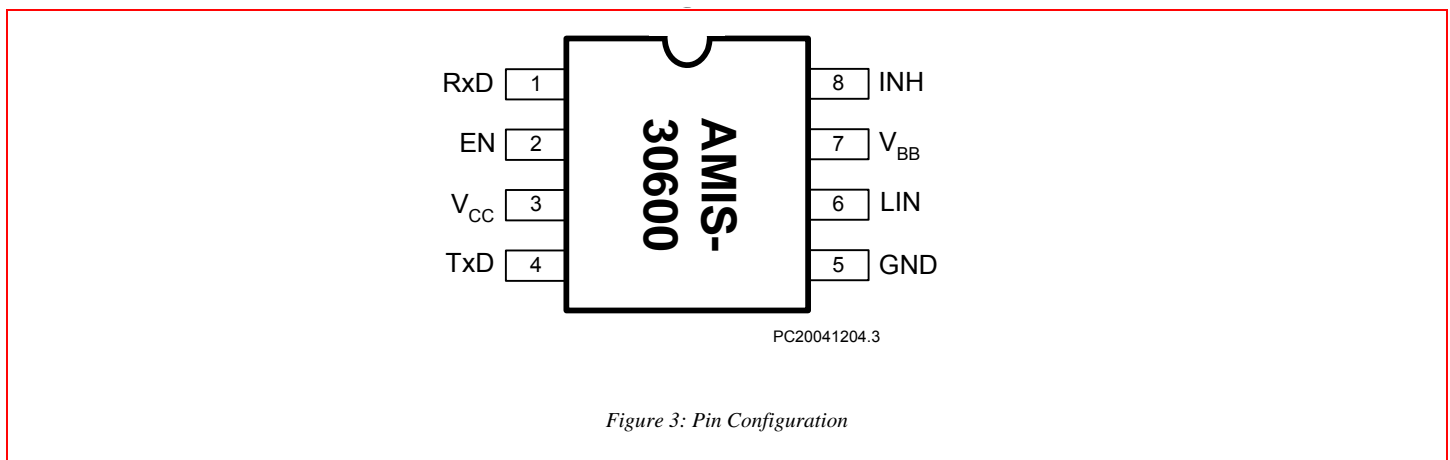 RxD 1 8 INH
EN 2 7 VBB
VCC 3 6 LIN
TxD 4 5 GND
AMIS-
30600
PC20041204.3
Figure 3: Pin Configuration